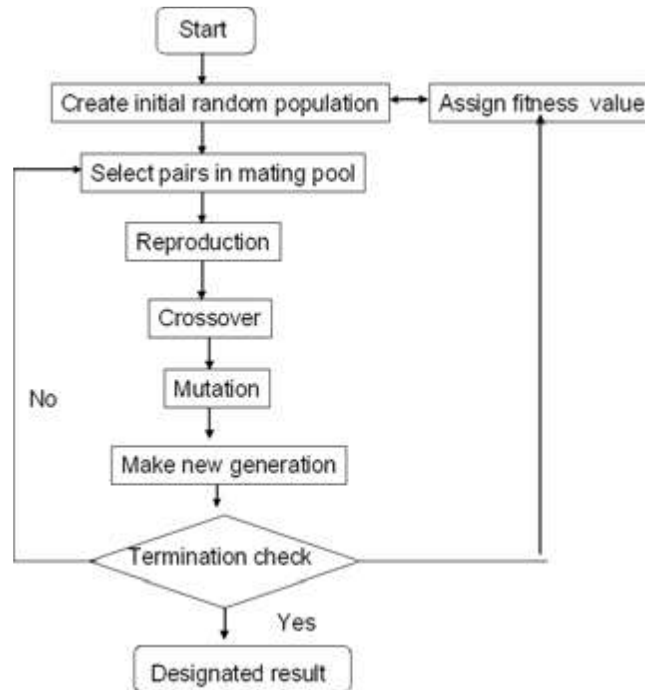 Start
Create initial random population
Assign fitness value
Select pairs in mating pool
Reproduction
Crossover
Mutation
No
Make new generation
Termination check
Yes
Designated result